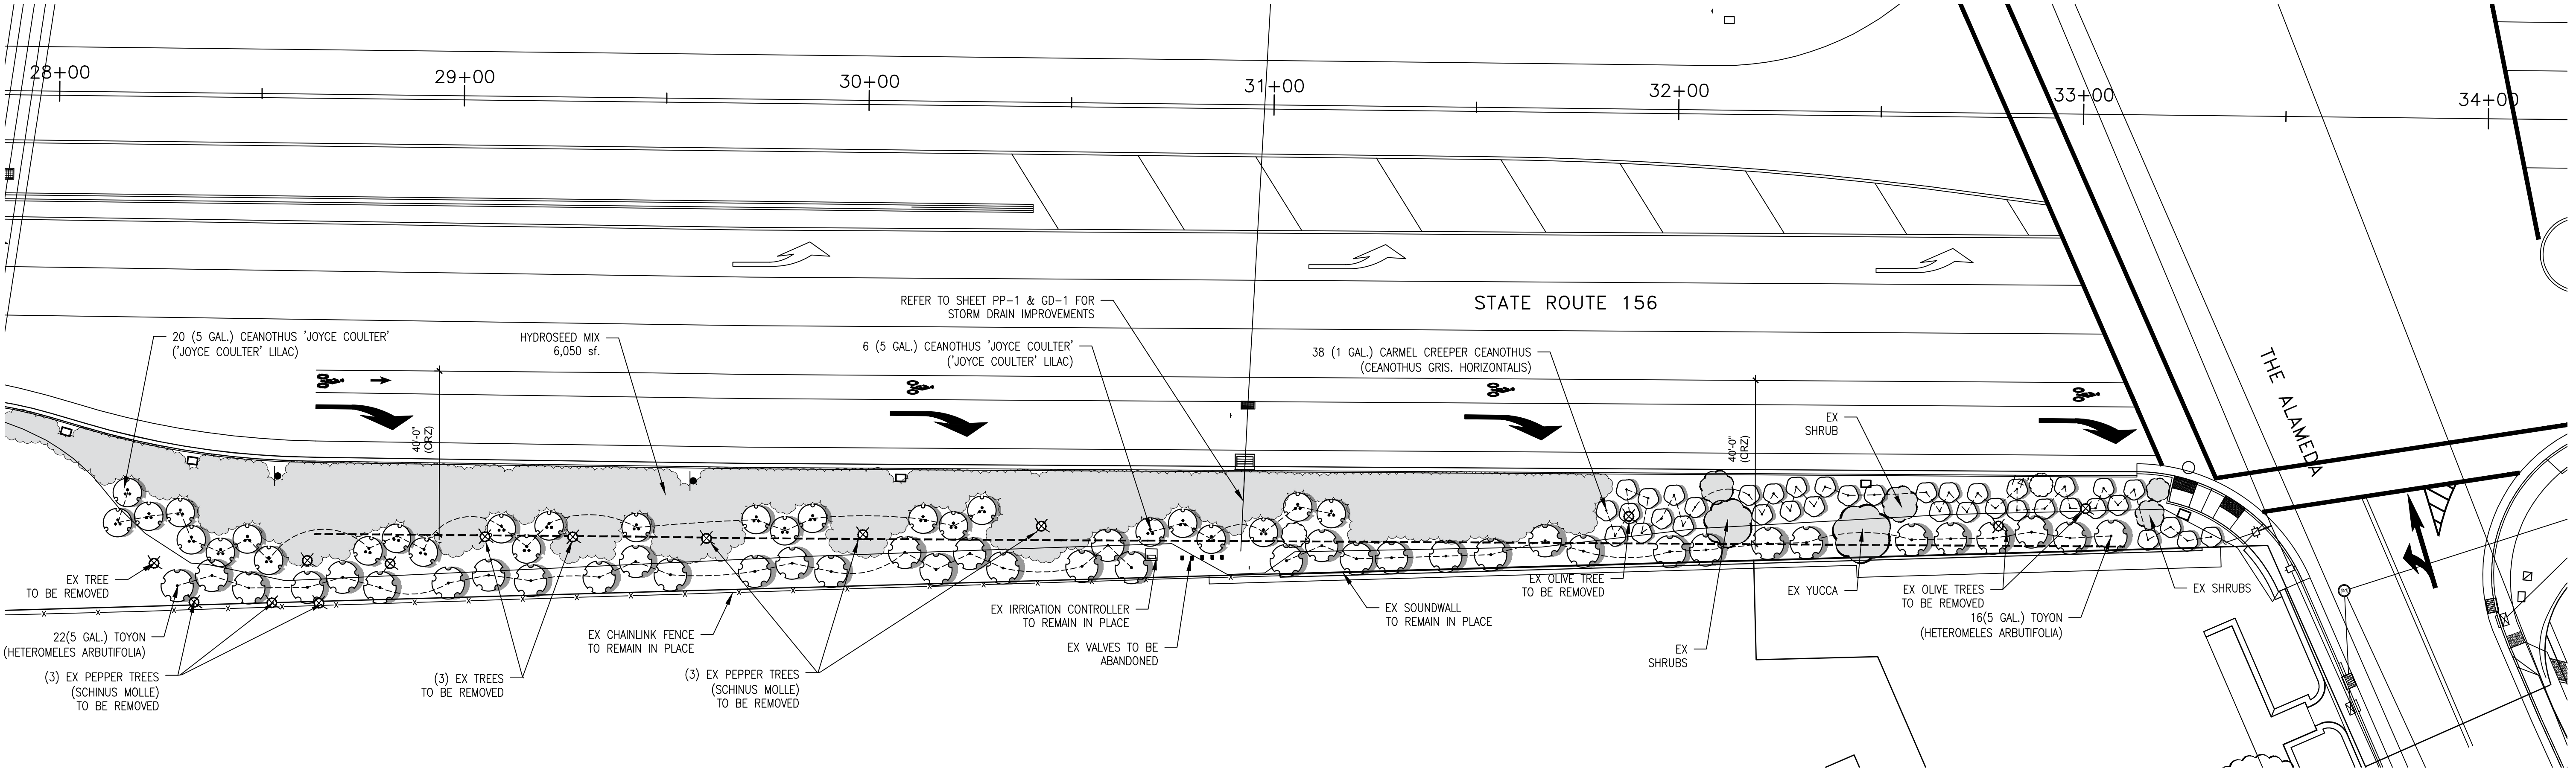 28+00
29+00
30+00
31+00
32+00
33+00
34+00
STATE ROUTE 156
THE ALAMEDA
REFER TO SHEET PP-1 & GD-1 FOR
STORM DRAIN IMPROVEMENTS
20 (5 GAL.) CEANOTHUS 'JOYCE COULTER'
('JOYCE COULTER' LILAC)
HYDROSEED MIX
6,050 sf.
6 (5 GAL.) CEANOTHUS 'JOYCE COULTER'
('JOYCE COULTER' LILAC)
38 (1 GAL.) CARMEL CREEPER CEANOTHUS
(CEANOTHUS GRIS. HORIZONTALIS)
40'-0"
(CRZ)
40'-0"
(CRZ)
EX
SHRUB
EX TREE
TO BE REMOVED
22(5 GAL.) TOYON
(HETEROMELES ARBUTIFOLIA)
(3) EX PEPPER TREES
(SCHINUS MOLLE)
TO BE REMOVED
(3) EX TREES
TO BE REMOVED
EX CHAINLINK FENCE
TO REMAIN IN PLACE
(3) EX PEPPER TREES
(SCHINUS MOLLE)
TO BE REMOVED
EX IRRIGATION CONTROLLER
TO REMAIN IN PLACE
EX VALVES TO BE
ABANDONED
EX SOUNDWALL
TO REMAIN IN PLACE
EX OLIVE TREE
TO BE REMOVED
EX
SHRUBS
EX YUCCA
EX OLIVE TREES
TO BE REMOVED
16(5 GAL.) TOYON
(HETEROMELES ARBUTIFOLIA)
EX SHRUBS